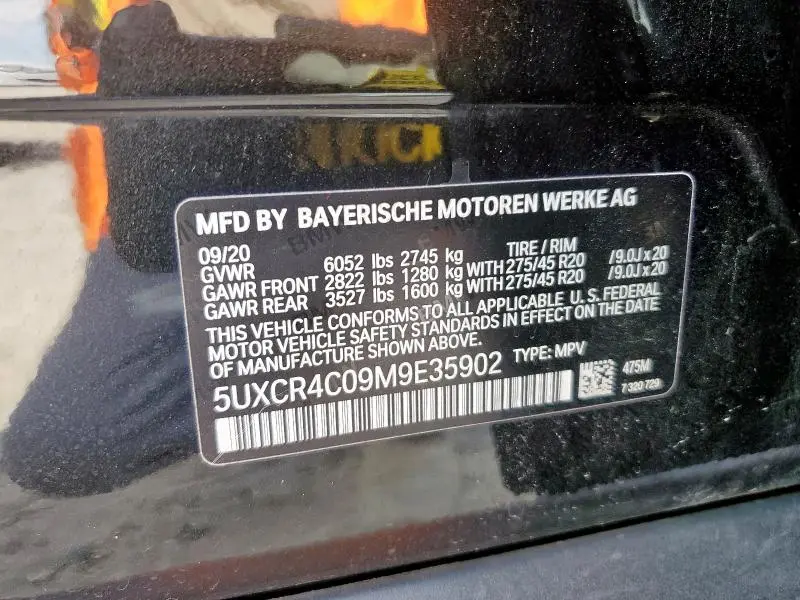 MFD BY BAYERISCHE MOTOREN WERKE AG
09/20 TIRE / RIM
GVWR 6052 lbs 2745 kg
GAWR FRONT 2822 lbs 1280 kg WITH 275/45 R20 /9.0J x 20
GAWR REAR 3527 lbs 1600 kg WITH 275/45 R20 /9.0J x 20
THIS VEHICLE CONFORMS TO ALL APPLICABLE U. S. FEDERAL
MOTOR VEHICLE SAFETY STANDARDS IN EFFECT ON THE DATE
OF MANUFACTURE SHOWN ABOVE.
5UXCR4C09M9E35902 TYPE: MPV
475M
7 320 729